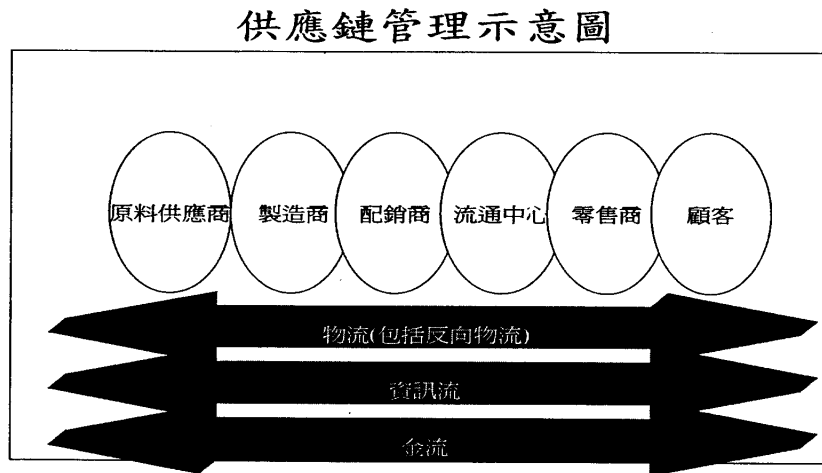 供應鏈管理示意圖
原料供應商 製造商 配銷商 流通中心 零售商 顧客
物流(包括反向物流)
資訊流
金流